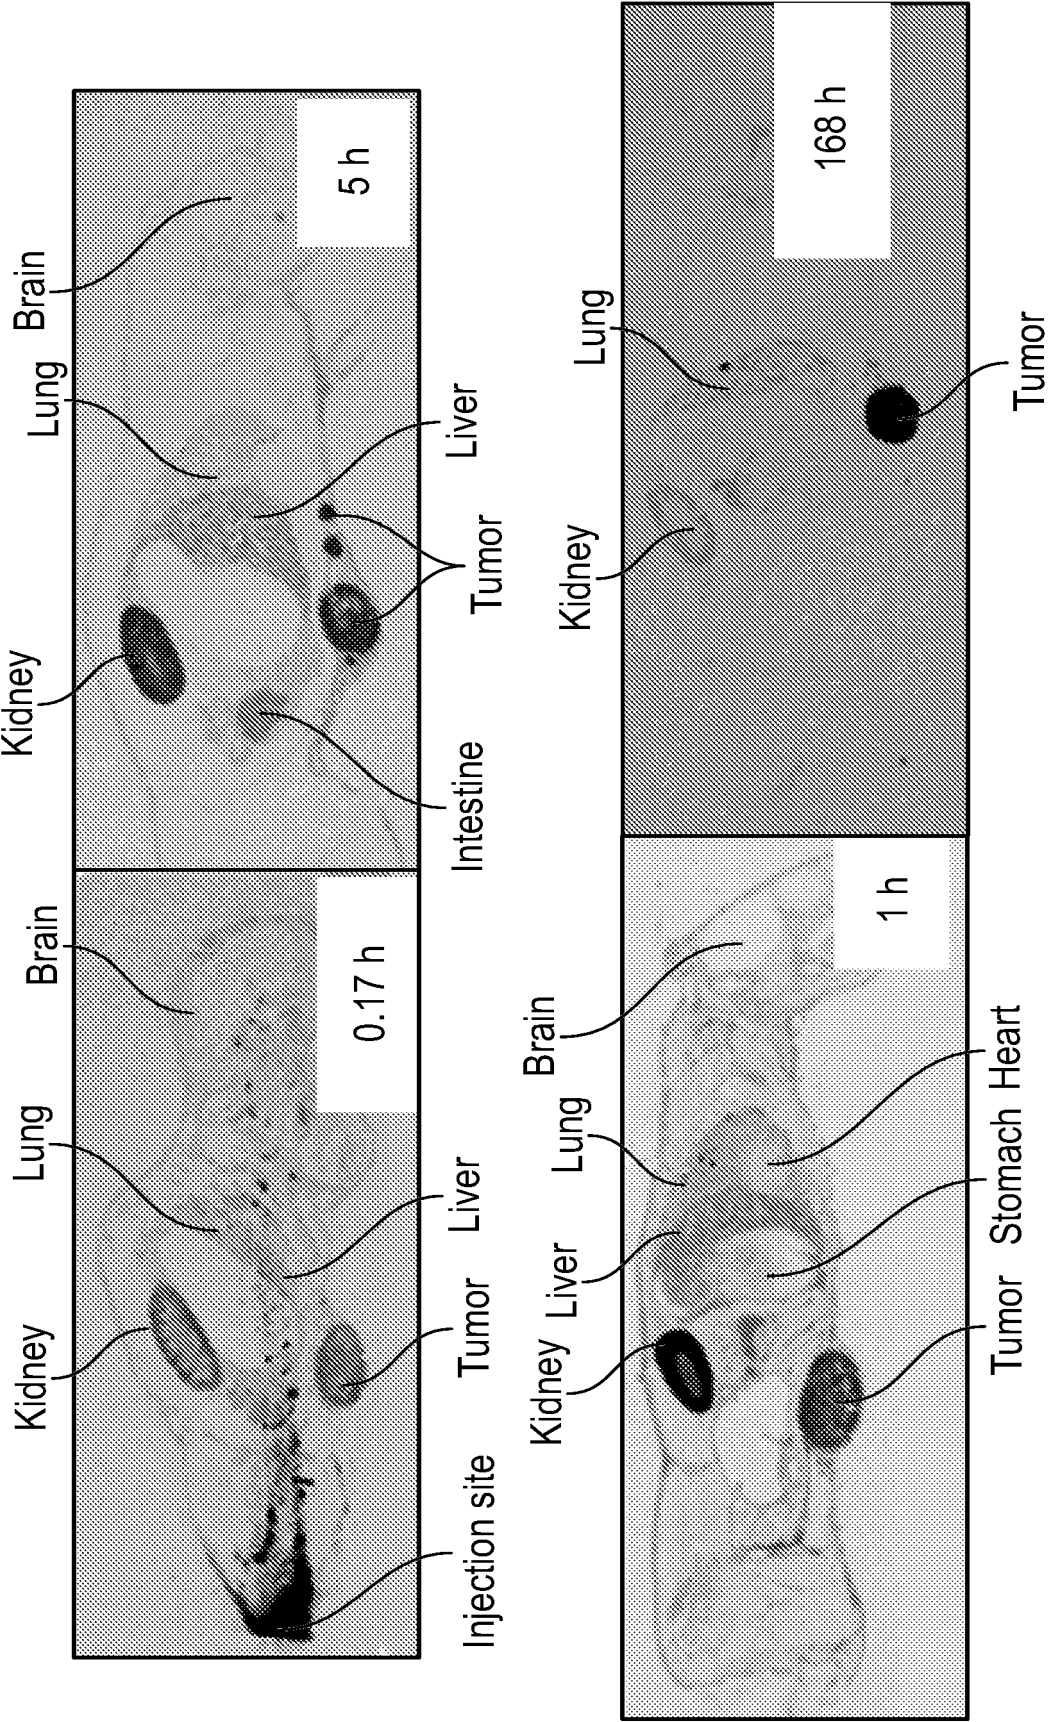 Kidney
Lung
Brain
0.17 h
Injection site
Tumor
Liver
Kidney
Lung
Brain
5 h
Intestine
Tumor
Liver
Kidney
Liver
Lung
Brain
1 h
Tumor
Stomach
Heart
Kidney
Lung
168 h
Tumor